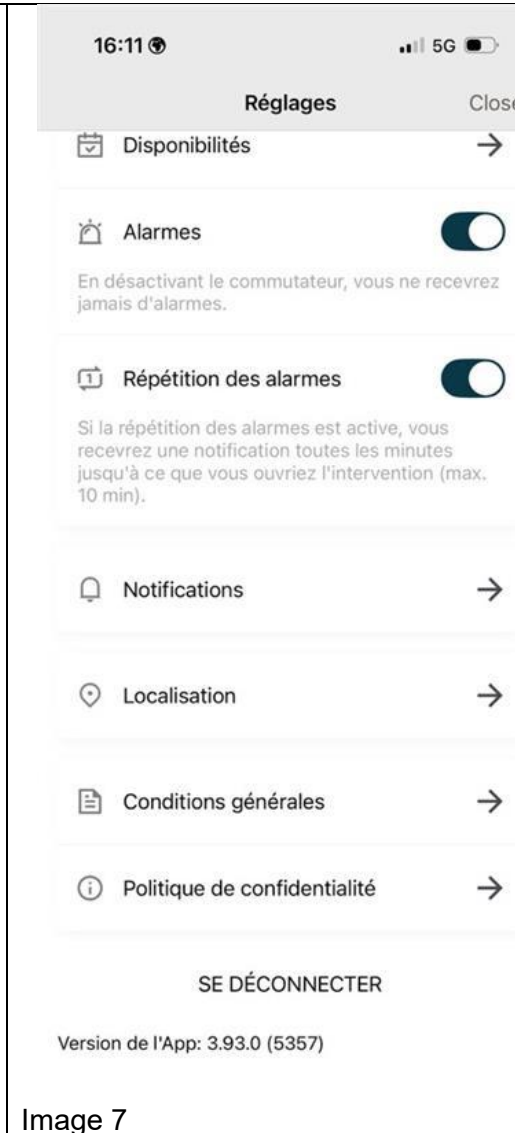 16:11
5G
Réglages
Close
Disponibilités
Alarmes
En désactivant le commutateur, vous ne recevrez
jamais d'alarmes.
Répétition des alarmes
Si la répétition des alarmes est active, vous
recevrez une notification toutes les minutes
jusqu'à ce que vous ouvriez l'intervention (max.
10 min).
Notifications
Localisation
Conditions générales
Politique de confidentialité
SE DÉCONNECTER
Version de l'App: 3.93.0 (5357)
Image 7